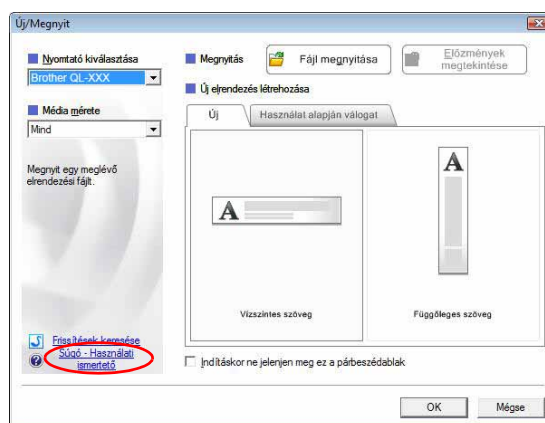 Új/Megnyit
Nyomtató kiválasztása
Brother QL-XXX
Média mérete
Mind
Megnyit egy meglévő
elrendezési fájlt.
Frissítések keresése
Súgó - Használati
ismertető
Megnyitás
Fájl megnyitása
Előzmények
megtekintése
Új elrendezés létrehozása
Új
Használat alapján válogat
A
A
Vízszintes szöveg
Függőleges szöveg
Indításkor ne jelenjen meg ez a párbeszédablak
OK
Mégse